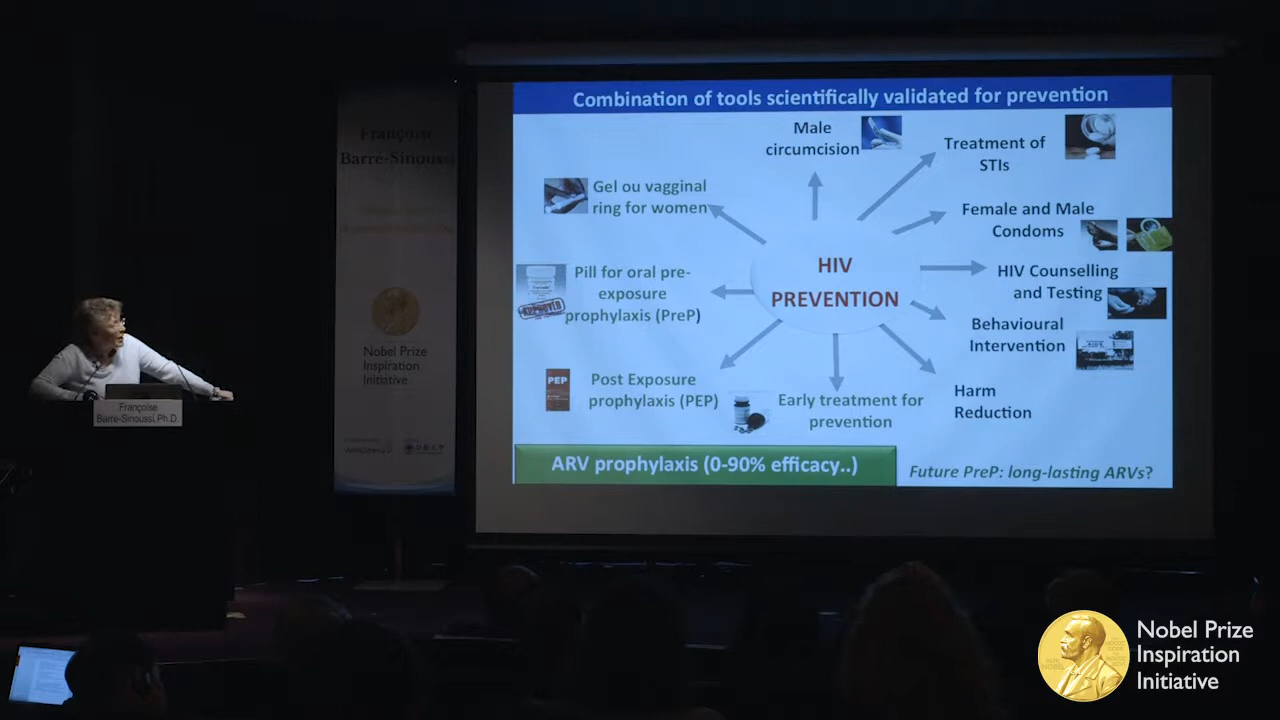 Françoise
Barré-Sinoussi
Nobel Prize
Inspiration
Initiative
Françoise
Barré-Sinoussi, Ph.D.
Combination of tools scientifically validated for prevention
Male
circumcision
Treatment of
STIs
Gel ou vagginal
ring for women
Female and Male
Condoms
HIV
PREVENTION
HIV Counselling
and Testing
Pill for oral pre-
exposure
prophylaxis (PreP)
APPROVED
Behavioural
Intervention
PEP
Post Exposure
prophylaxis (PEP)
Early treatment for
prevention
Harm
Reduction
ARV prophylaxis (0-90% efficacy..)
Future PreP: long-lasting ARVs?
Nobel Prize
Inspiration
Initiative